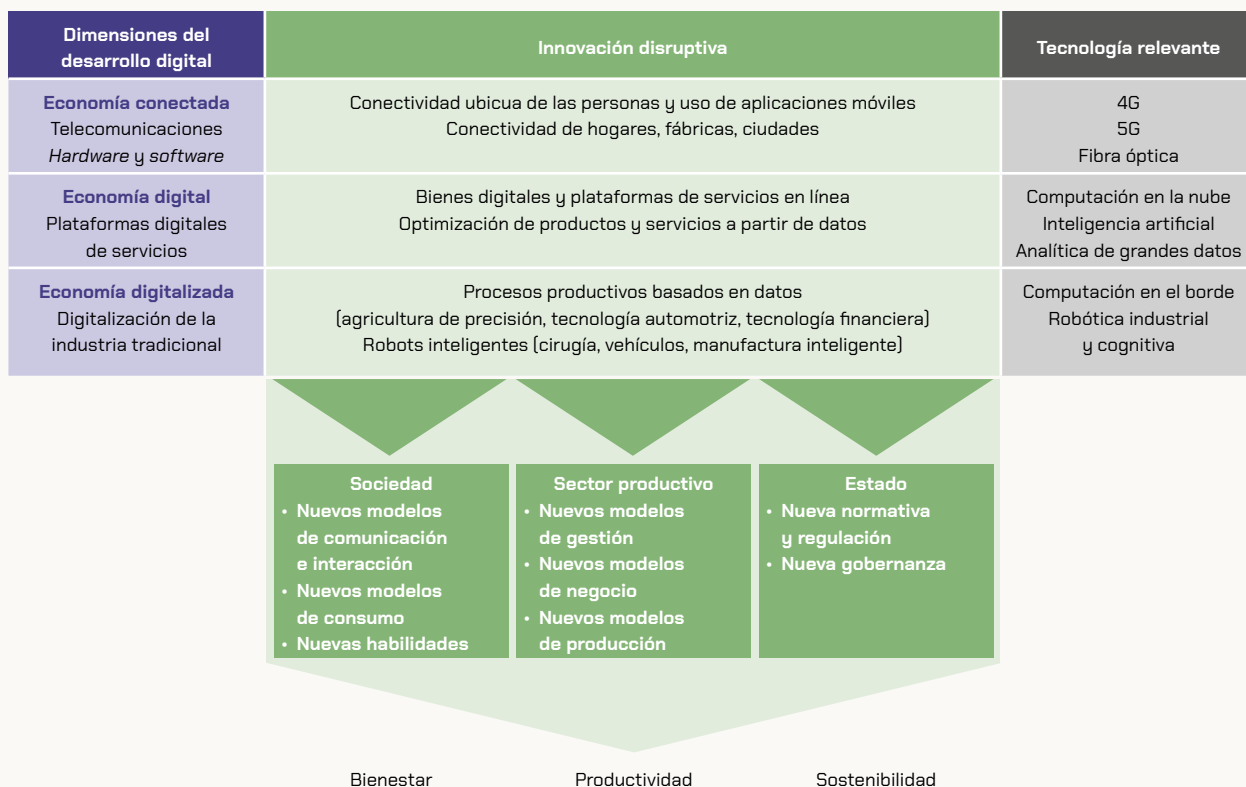 Dimensiones del
desarrollo digital
Innovación disruptiva
Tecnología relevante
Economía conectada
Telecomunicaciones
Hardware y software
Conectividad ubicua de las personas y uso de aplicaciones móviles
Conectividad de hogares, fábricas, ciudades
4G
5G
Fibra óptica
Economía digital
Plataformas digitales
de servicios
Bienes digitales y plataformas de servicios en línea
Optimización de productos y servicios a partir de datos
Computación en la nube
Inteligencia artificial
Analítica de grandes datos
Economía digitalizada
Digitalización de la
industria tradicional
Procesos productivos basados en datos
(agricultura de precisión, tecnología automotriz, tecnología financiera)
Robots inteligentes (cirugía, vehículos, manufactura inteligente)
Computación en el borde
Robótica industrial
y cognitiva
Sociedad
• Nuevos modelos
de comunicación
e interacción
• Nuevos modelos
de consumo
• Nuevas habilidades
Sector productivo
• Nuevos modelos
de gestión
• Nuevos modelos
de negocio
• Nuevos modelos
de producción
Estado
• Nueva normativa
y regulación
• Nueva gobernanza
Bienestar
Productividad
Sostenibilidad